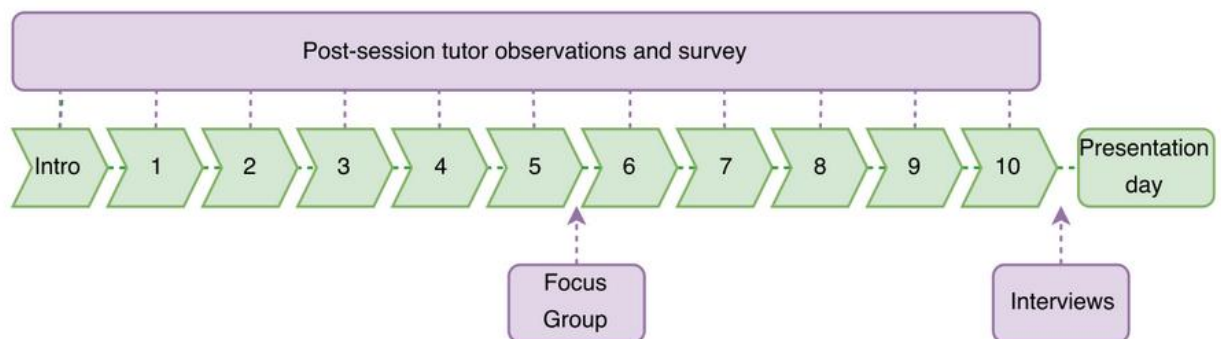 Post-session tutor observations and survey
Intro 1 2 3 4 5 6 7 8 9 10 Presentation
day
Focus
Group
Interviews